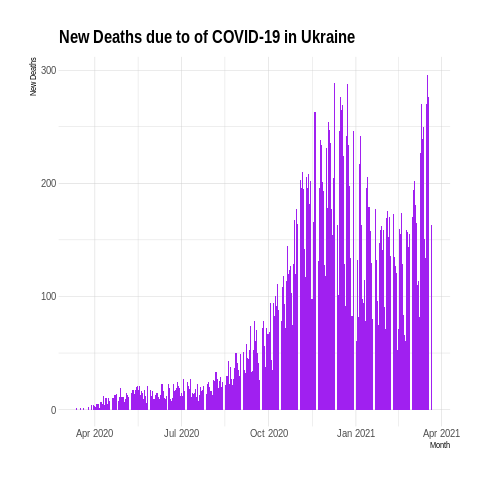 New Deaths due to of COVID-19 in Ukraine
New Deaths
300
200
100
0
Apr 2020 Jul 2020 Oct 2020 Jan 2021 Apr 2021
Month